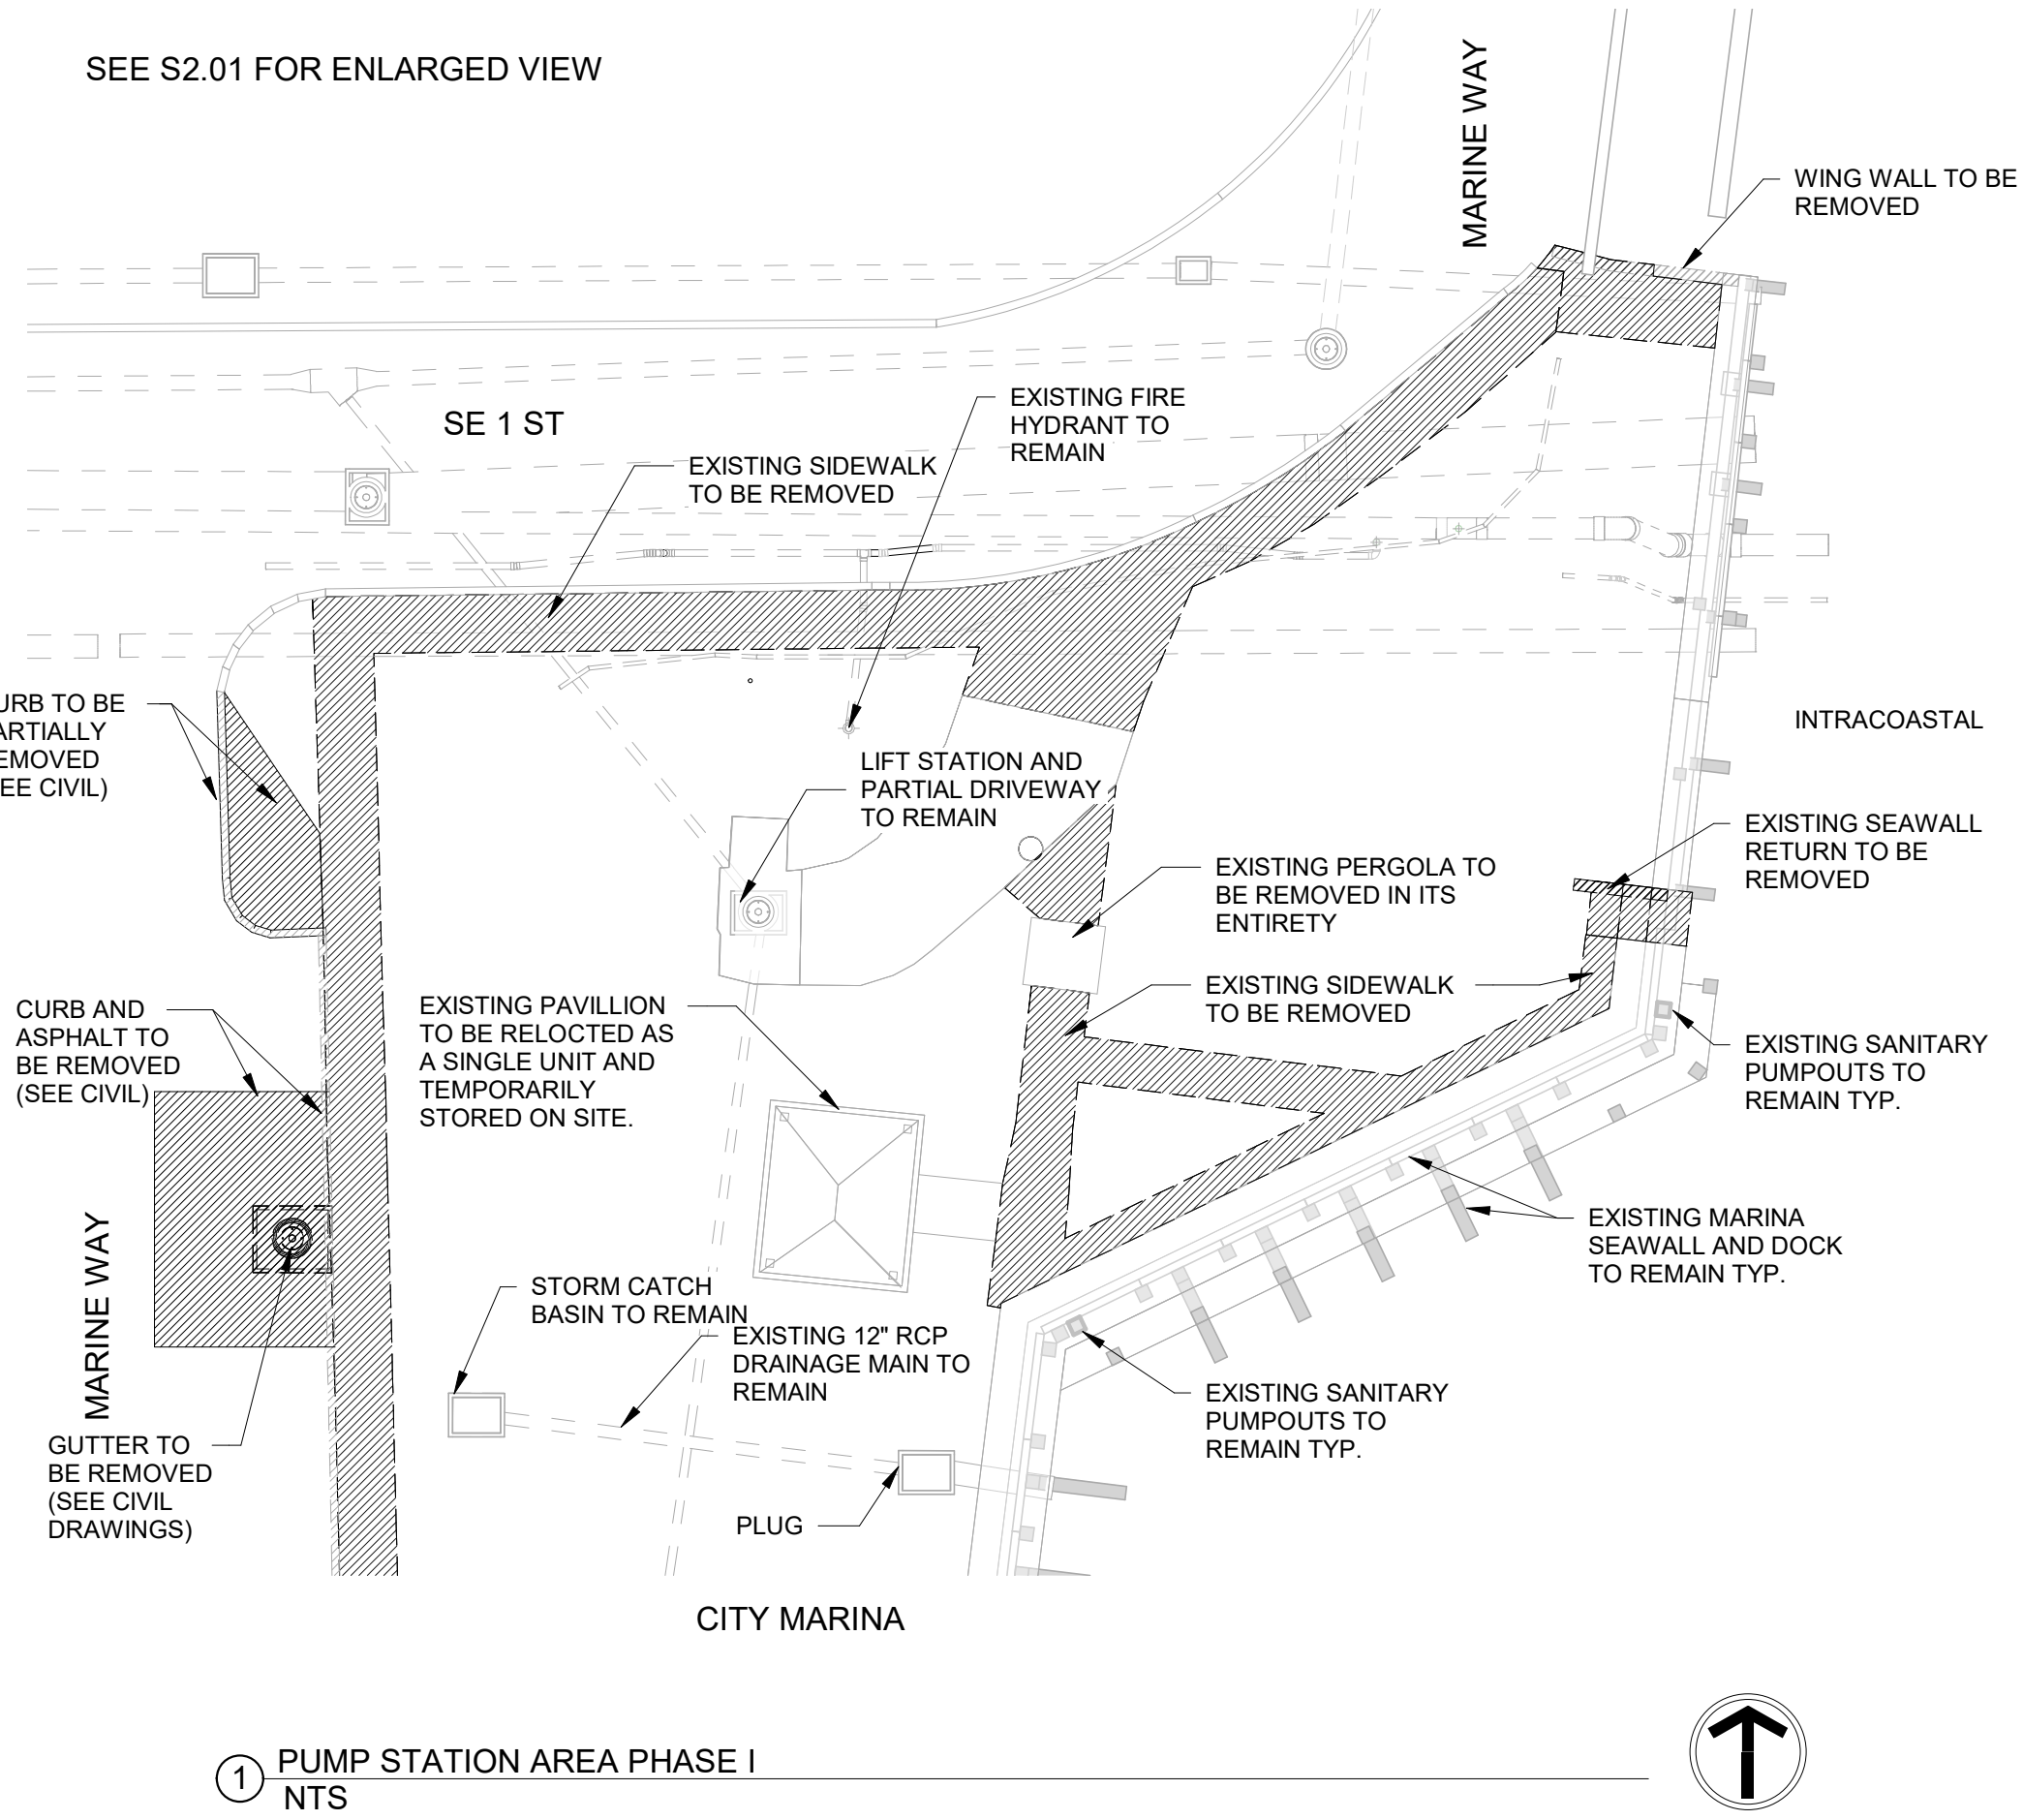 SEE S2.01 FOR ENLARGED VIEW
MARINE WAY
WING WALL TO BE
REMOVED
SE 1 ST
EXISTING FIRE
HYDRANT TO
REMAIN
EXISTING SIDEWALK
TO BE REMOVED
URB TO BE
ARTIALLY
EMOVED
EE CIVIL)
INTRACOASTAL
LIFT STATION AND
PARTIAL DRIVEWAY
TO REMAIN
EXISTING SEAWALL
RETURN TO BE
REMOVED
EXISTING PERGOLA TO
BE REMOVED IN ITS
ENTIRETY
EXISTING SIDEWALK
TO BE REMOVED
CURB AND
ASPHALT TO
BE REMOVED
(SEE CIVIL)
EXISTING PAVILLION
TO BE RELOCTED AS
A SINGLE UNIT AND
TEMPORARILY
STORED ON SITE.
EXISTING SANITARY
PUMPOUTS TO
REMAIN TYP.
MARINE WAY
EXISTING MARINA
SEAWALL AND DOCK
TO REMAIN TYP.
STORM CATCH
BASIN TO REMAIN
EXISTING 12" RCP
DRAINAGE MAIN TO
REMAIN
EXISTING SANITARY
PUMPOUTS TO
REMAIN TYP.
GUTTER TO
BE REMOVED
(SEE CIVIL
DRAWINGS)
PLUG
CITY MARINA
1
PUMP STATION AREA PHASE I
NTS